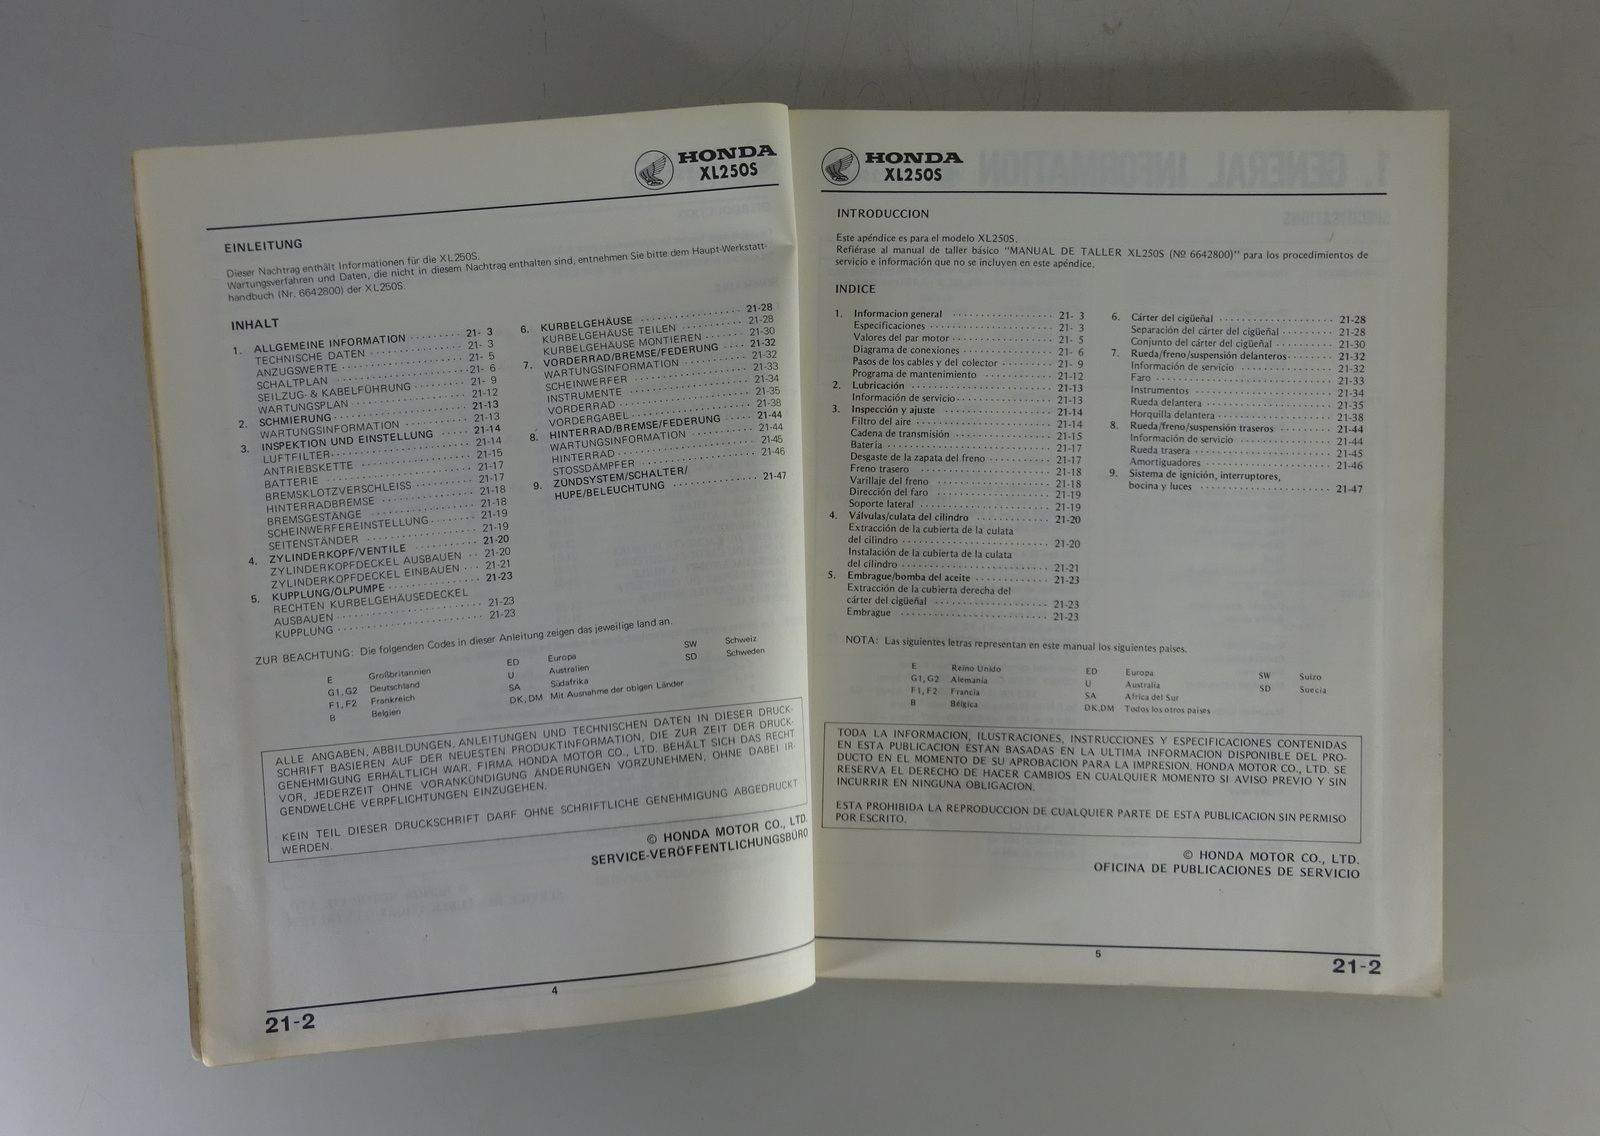 HONDA
XL250S
EINLEITUNG
Dieser Nachtrag enthält Informationen für die XL250S.
Wartungsverfahren und Daten, die nicht in diesem Nachtrag enthalten sind, entnehmen Sie bitte dem Haupt-Werkstatt-
handbuch (Nr. 6642800) der XL250S.
INHALT
1. ALLGEMEINE INFORMATION ······ 21- 3
TECHNISCHE DATEN ············ 21- 3
ANZUGSWERTE ··············· 21- 5
SCHALTPLAN ················ 21- 6
SEILZUG- & KABELFÜHRUNG ······· 21- 9
WARTUNGSPLAN ·············· 21-12
2. SCHMIERUNG ················ 21-13
WARTUNGSINFORMATION ········ 21-13
3. INSPEKTION UND EINSTELLUNG ····· 21-14
LUFTFILTER ················· 21-14
ANTRIEBSKETTE ·············· 21-15
BATTERIE ·················· 21-17
BREMSKLOTZVERSCHLEISS ········ 21-17
HINTERRADBREMSE ············ 21-18
BREMSGESTÄNGE ·············· 21-18
SCHEINWERFEREINSTELLUNG ······ 21-19
SEITENSTÄNDER ·············· 21-19
4. ZYLINDERKOPF/VENTILE ········· 21-20
ZYLINDERKOPFDECKEL AUSBAUEN ·· 21-20
ZYLINDERKOPFDECKEL EINBAUEN ··· 21-21
5. KUPPLUNG/ÖLPUMPE ············ 21-23
RECHTEN KURBELGEHÄUSEDECKEL
AUSBAUEN ·················· 21-23
KUPPLUNG ·················· 21-23
6. KURBELGEHÄUSE ·············· 21-28
KURBELGEHÄUSE TEILEN ········· 21-28
KURBELGEHÄUSE MONTIEREN ······ 21-30
7. VORDERRAD/BREMSE/FEDERUNG ···· 21-32
WARTUNGSINFORMATION ········ 21-32
SCHEINWERFER ··············· 21-33
INSTRUMENTE ··············· 21-34
VORDERRAD ················· 21-35
VORDERGABEL ··············· 21-38
8. HINTERRAD/BREMSE/FEDERUNG ···· 21-44
WARTUNGSINFORMATION ········ 21-44
HINTERRAD ················· 21-45
STOSSDÄMPFER ··············· 21-46
9. ZÜNDSYSTEM/SCHALTER/
HUPE/BELEUCHTUNG ··········· 21-47
ZUR BEACHTUNG: Die folgenden Codes in dieser Anleitung zeigen das jeweilige land an.
E Großbritannien ED Europa SW Schweiz
G1,G2 Deutschland U Australien SD Schweden
F1,F2 Frankreich SA Südafrika
B Belgien DK,DM Mit Ausnahme der obigen Länder
ALLE ANGABEN, ABBILDUNGEN, ANLEITUNGEN UND TECHNISCHEN DATEN IN DIESER DRUCK-
SCHRIFT BASIEREN AUF DER NEUESTEN PRODUKTINFORMATION, DIE ZUR ZEIT DER DRUCK-
GENEHMIGUNG ERHÄLTLICH WAR. FIRMA HONDA MOTOR CO., LTD. BEHÄLT SICH DAS RECHT
VOR, JEDERZEIT OHNE VORANKÜNDIGUNG ÄNDERUNGEN VORZUNEHMEN, OHNE DABEI IR-
GENDWELCHE VERPFLICHTUNGEN EINZUGEHEN.
KEIN TEIL DIESER DRUCKSCHRIFT DARF OHNE SCHRIFTLICHE GENEHMIGUNG ABGEDRUCKT
WERDEN.
© HONDA MOTOR CO., LTD.
SERVICE-VERÖFFENTLICHUNGSBÜRO
4
21-2
HONDA
XL250S
INTRODUCCION
Este apéndice es para el modelo XL250S.
Refiérase al manual de taller básico "MANUAL DE TALLER XL250S (Nº 6642800)" para los procedimientos de
servicio e información que no se incluyen en este apéndice.
INDICE
1. Informacion general ··············· 21- 3
Especificaciones ················· 21- 3
Valores del par motor ············· 21- 5
Diagrama de conexiones ············ 21- 6
Pasos de los cables y del colector ······ 21- 9
Programa de mantenimiento ········· 21-12
2. Lubricación ···················· 21-13
Información de servicio ············ 21-13
3. Inspección y ajuste ··············· 21-14
Filtro del aire ·················· 21-14
Cadena de transmisión ············· 21-15
Batería ······················· 21-17
Desgaste de la zapata del freno ······· 21-17
Freno trasero ··················· 21-18
Varillaje del freno ················ 21-18
Dirección del faro ················ 21-19
Soporte lateral ·················· 21-19
4. Válvulas/culata del cilindro ·········· 21-20
Extracción de la cubierta de la culata
del cilindro ···················· 21-20
Instalación de la cubierta de la culata
del cilindro ···················· 21-21
5. Embrague/bomba del aceite ·········· 21-23
Extracción de la cubierta derecha del
cárter del cigüeñal ················ 21-23
Embrague ····················· 21-23
6. Cárter del cigüeñal ··············· 21-28
Separación del cárter del cigüeñal ······ 21-28
Conjunto del cárter del cigüeñal ······· 21-30
7. Rueda/freno/suspensión delanteros ····· 21-32
Información de servicio ············ 21-32
Faro ························ 21-33
Instrumentos ··················· 21-34
Rueda delantera ················· 21-35
Horquilla delantera ··············· 21-38
8. Rueda/freno/suspensión traseros ······· 21-44
Información de servicio ············ 21-44
Rueda trasera ··················· 21-45
Amortiguadores ················· 21-46
9. Sistema de ignición, interruptores,
bocina y luces ·················· 21-47
NOTA: Las siguientes letras representan en este manual los siguientes países.
E Reino Unido ED Europa SW Suizo
G1, G2 Alemania U Australia SD Suecia
F1, F2 Francia SA Africa del Sur
B Bélgica DK,DM Todos los otros países
TODA LA INFORMACION, ILUSTRACIONES, INSTRUCCIONES Y ESPECIFICACIONES CONTENIDAS
EN ESTA PUBLICACION ESTAN BASADAS EN LA ULTIMA INFORMACION DISPONIBLE DEL PRO-
DUCTO EN EL MOMENTO DE SU APROBACION PARA LA IMPRESION. HONDA MOTOR CO., LTD. SE
RESERVA EL DERECHO DE HACER CAMBIOS EN CUALQUIER MOMENTO SI AVISO PREVIO Y SIN
INCURRIR EN NINGUNA OBLIGACION.
ESTA PROHIBIDA LA REPRODUCCION DE CUALQUIER PARTE DE ESTA PUBLICACION SIN PERMISO
POR ESCRITO.
© HONDA MOTOR CO., LTD.
OFICINA DE PUBLICACIONES DE SERVICIO
5
21-2